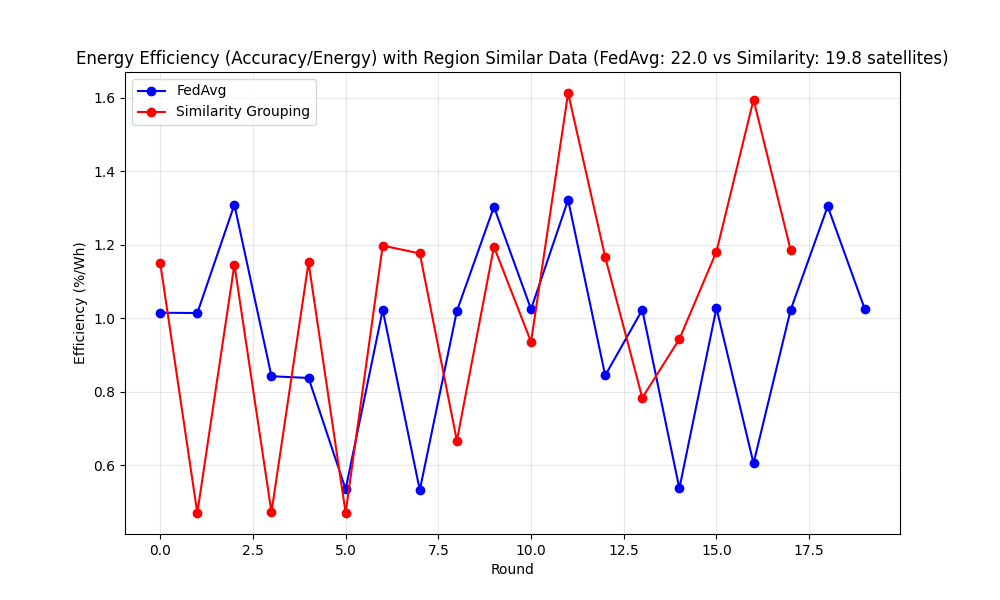 Energy Efficiency (Accuracy/Energy) with Region Similar Data (FedAvg: 22.0 vs Similarity: 19.8 satellites)
FedAvg
Similarity Grouping
Efficiency (%/Wh)
1.6
1.4
1.2
1.0
0.8
0.6
0.0 2.5 5.0 7.5 10.0 12.5 15.0 17.5
Round